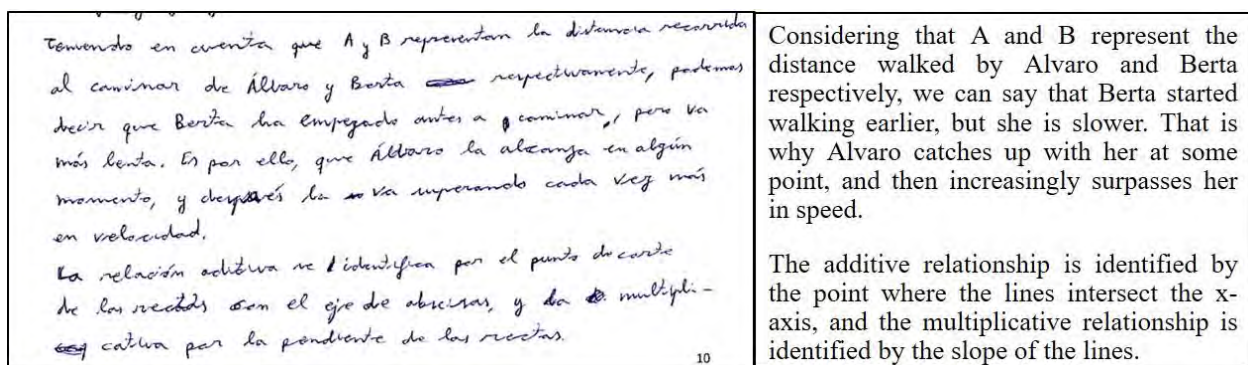 Teniendo en cuenta que A y B representan la distancia recorrida
al caminar de Álvaro y Berta respectivamente, podemos
decir que Berta ha empezado antes a caminar, pero va
más lenta. Es por ello, que Álvaro la alcanza en algún
momento, y después la va superando cada vez más
en velocidad.
La relación aditiva se identifica por el punto de corte
de las rectas con el eje de abscisas, y la multipli-
cativa por la pendiente de las rectas.
10
Considering that A and B represent the
distance walked by Alvaro and Berta
respectively, we can say that Berta started
walking earlier, but she is slower. That is
why Alvaro catches up with her at some
point, and then increasingly surpasses her
in speed.
The additive relationship is identified by
the point where the lines intersect the x-
axis, and the multiplicative relationship is
identified by the slope of the lines.